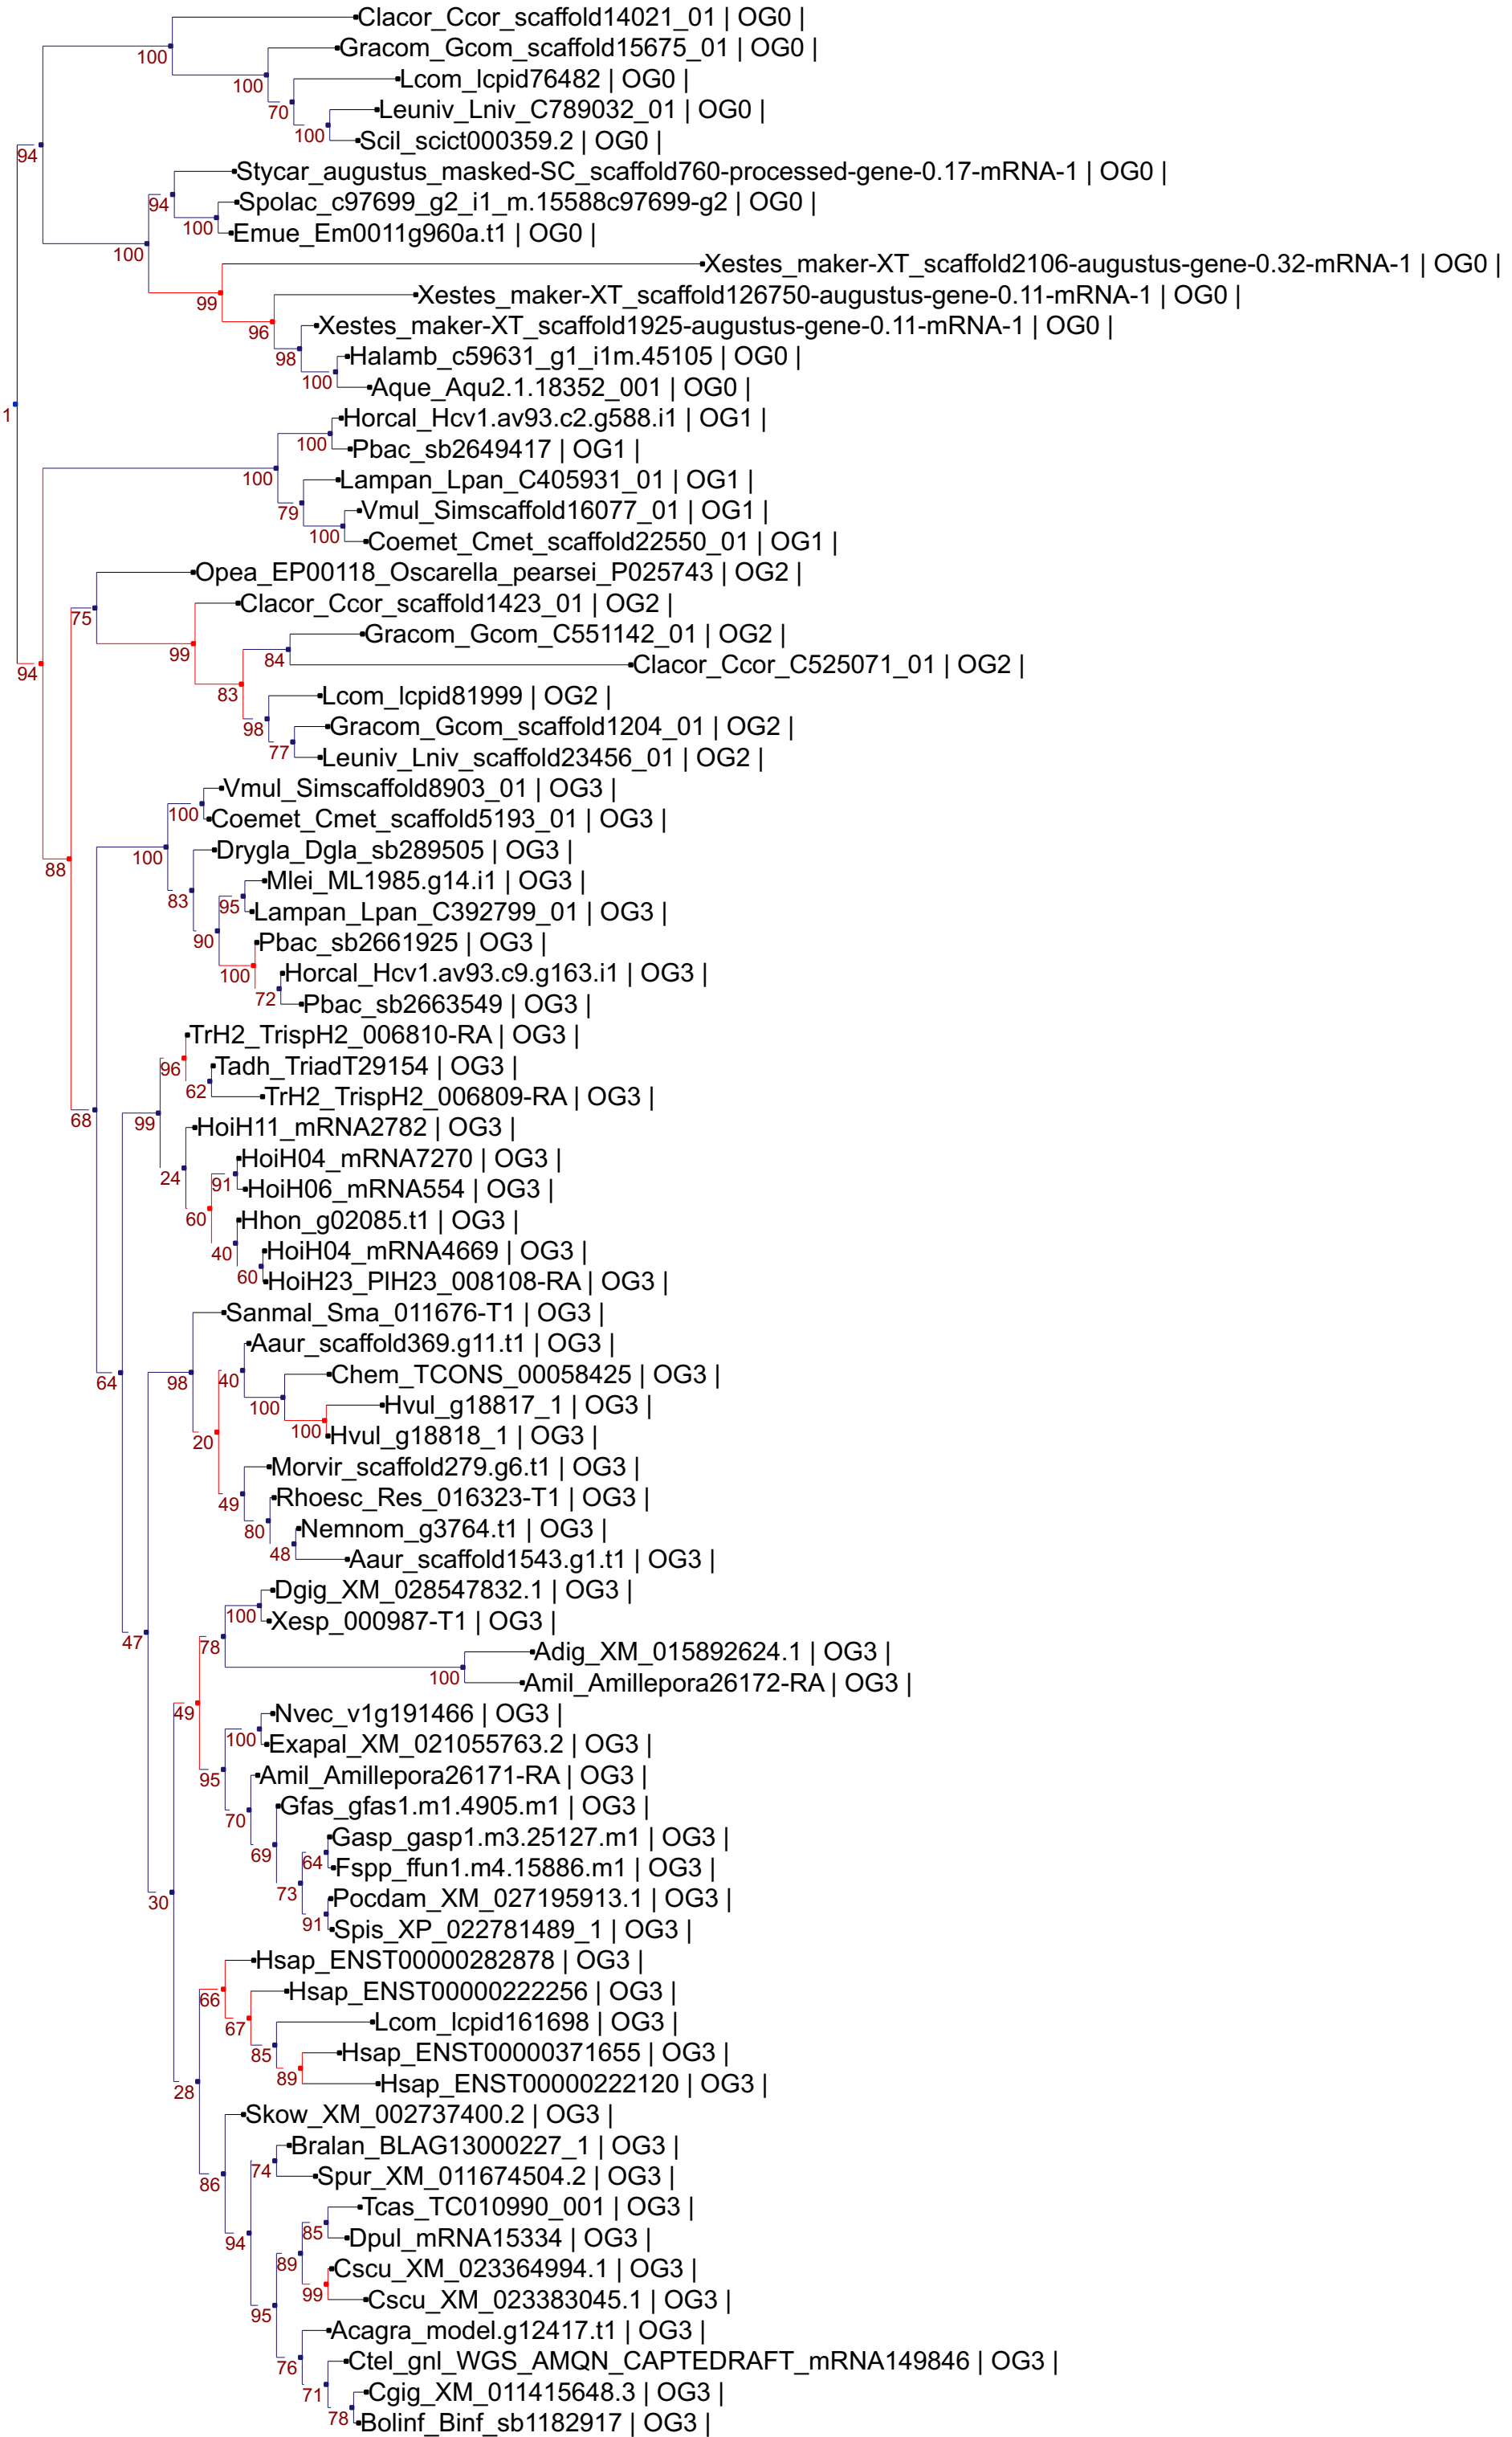 Clacor_Ccor_scaffold14021_01 | OG0 |
100
Gracom_Gcom_scaffold15675_01 | OG0 |
100
Lcom_lcpid76482 | OG0 |
70
Leuniv_Lniv_C789032_01 | OG0 |
100
Scil_scict000359.2 | OG0 |
94
Stycar_augustus_masked-SC_scaffold760-processed-gene-0.17-mRNA-1 | OG0 |
94
Spolac_c97699_g2_i1_m.15588c97699-g2 | OG0 |
100
Emue_Em0011g960a.t1 | OG0 |
100
Xestes_maker-XT_scaffold2106-augustus-gene-0.32-mRNA-1 | OG0 |
99
Xestes_maker-XT_scaffold126750-augustus-gene-0.11-mRNA-1 | OG0 |
96
Xestes_maker-XT_scaffold1925-augustus-gene-0.11-mRNA-1 | OG0 |
98
Halamb_c59631_g1_i1m.45105 | OG0 |
100
Aque_Aqu2.1.18352_001 | OG0 |
1
Horcal_Hcv1.av93.c2.g588.i1 | OG1 |
100
Pbac_sb2649417 | OG1 |
100
Lampan_Lpan_C405931_01 | OG1 |
79
Vmul_Simscaffold16077_01 | OG1 |
100
Coemet_Cmet_scaffold22550_01 | OG1 |
Opea_EP00118_Oscarella_pearsei_P025743 | OG2 |
75
Clacor_Ccor_scaffold1423_01 | OG2 |
99
Gracom_Gcom_C551142_01 | OG2 |
84
Clacor_Ccor_C525071_01 | OG2 |
94
83
Lcom_lcpid81999 | OG2 |
98
Gracom_Gcom_scaffold1204_01 | OG2 |
77
Leuniv_Lniv_scaffold23456_01 | OG2 |
Vmul_Simscaffold8903_01 | OG3 |
100
Coemet_Cmet_scaffold5193_01 | OG3 |
100
Drygla_Dgla_sb289505 | OG3 |
88
Mlei_ML1985.g14.i1 | OG3 |
83
95
Lampan_Lpan_C392799_01 | OG3 |
90
Pbac_sb2661925 | OG3 |
100
Horcal_Hcv1.av93.c9.g163.i1 | OG3 |
72
Pbac_sb2663549 | OG3 |
TrH2_TrispH2_006810-RA | OG3 |
96
Tadh_TriadT29154 | OG3 |
62
TrH2_TrispH2_006809-RA | OG3 |
68
99
HoiH11_mRNA2782 | OG3 |
HoiH04_mRNA7270 | OG3 |
24
91
HoiH06_mRNA554 | OG3 |
60
Hhon_g02085.t1 | OG3 |
40
HoiH04_mRNA4669 | OG3 |
60
HoiH23_PlH23_008108-RA | OG3 |
Sanmal_Sma_011676-T1 | OG3 |
Aaur_scaffold369.g11.t1 | OG3 |
64
98
40
Chem_TCONS_00058425 | OG3 |
100
Hvul_g18817_1 | OG3 |
100
Hvul_g18818_1 | OG3 |
20
Morvir_scaffold279.g6.t1 | OG3 |
49
Rhoesc_Res_016323-T1 | OG3 |
80
Nemnom_g3764.t1 | OG3 |
48
Aaur_scaffold1543.g1.t1 | OG3 |
Dgig_XM_028547832.1 | OG3 |
100
Xesp_000987-T1 | OG3 |
47
78
Adig_XM_015892624.1 | OG3 |
100
Amil_Amillepora26172-RA | OG3 |
49
Nvec_v1g191466 | OG3 |
100
Exapal_XM_021055763.2 | OG3 |
95
Amil_Amillepora26171-RA | OG3 |
70
Gfas_gfas1.m1.4905.m1 | OG3 |
69
Gasp_gasp1.m3.25127.m1 | OG3 |
64
Fspp_ffun1.m4.15886.m1 | OG3 |
73
Pocdam_XM_027195913.1 | OG3 |
30
91
Spis_XP_022781489_1 | OG3 |
Hsap_ENST00000282878 | OG3 |
66
Hsap_ENST00000222256 | OG3 |
67
Lcom_lcpid161698 | OG3 |
85
Hsap_ENST00000371655 | OG3 |
89
Hsap_ENST00000222120 | OG3 |
28
Skow_XM_002737400.2 | OG3 |
Bralan_BLAG13000227_1 | OG3 |
86
74
Spur_XM_011674504.2 | OG3 |
Tcas_TC010990_001 | OG3 |
94
85
Dpul_mRNA15334 | OG3 |
89
Cscu_XM_023364994.1 | OG3 |
99
Cscu_XM_023383045.1 | OG3 |
95
Acagra_model.g12417.t1 | OG3 |
76
Ctel_gnl_WGS_AMQN_CAPTEDRAFT_mRNA149846 | OG3 |
71
Cgig_XM_011415648.3 | OG3 |
78
Bolinf_Binf_sb1182917 | OG3 |